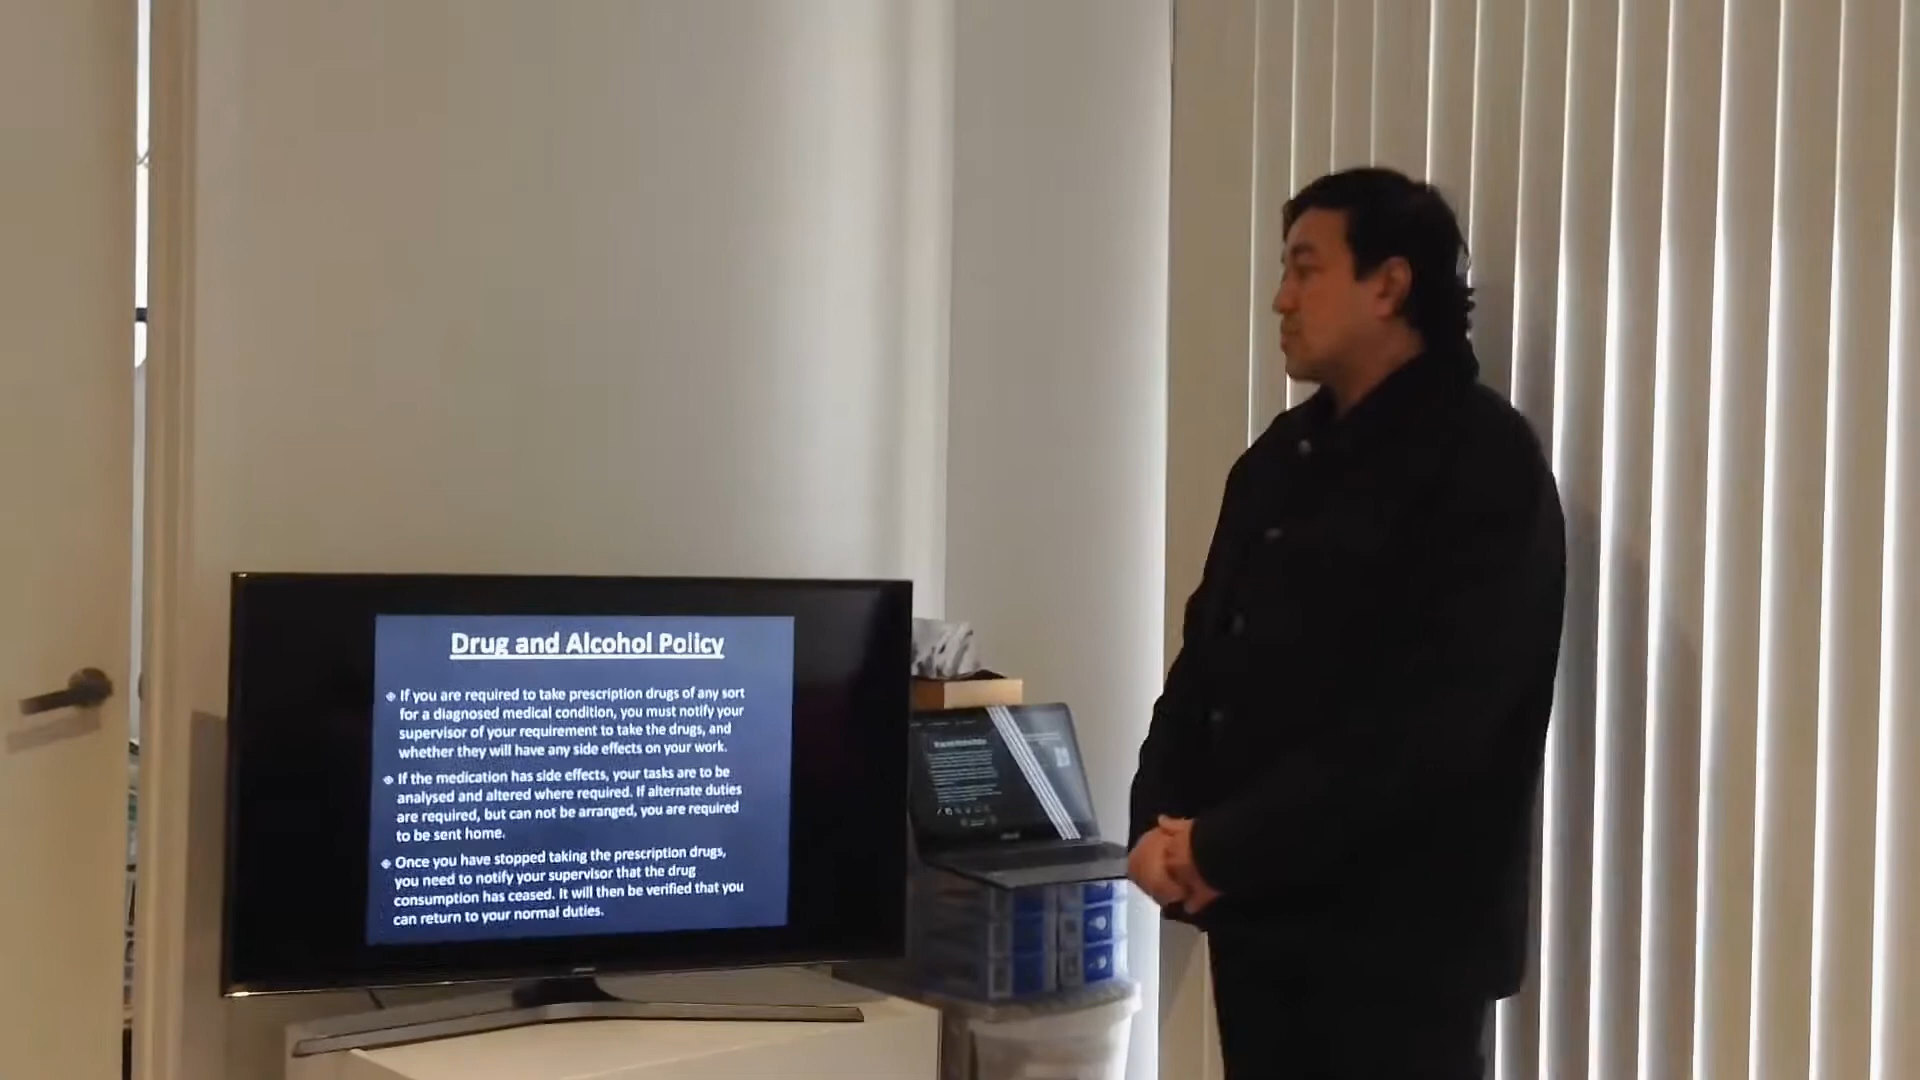 Drug and Alcohol Policy
If you are required to take prescription drugs of any sort
for a diagnosed medical condition, you must notify your
supervisor of your requirement to take the drugs, and
whether they will have any side effects on your work.
If the medication has side effects, your tasks are to be
analysed and altered where required. If alternate duties
are required, but can not be arranged, you are required
to be sent home.
Once you have stopped taking the prescription drugs,
you need to notify your supervisor that the drug
consumption has ceased. It will then be verified that you
can return to your normal duties.